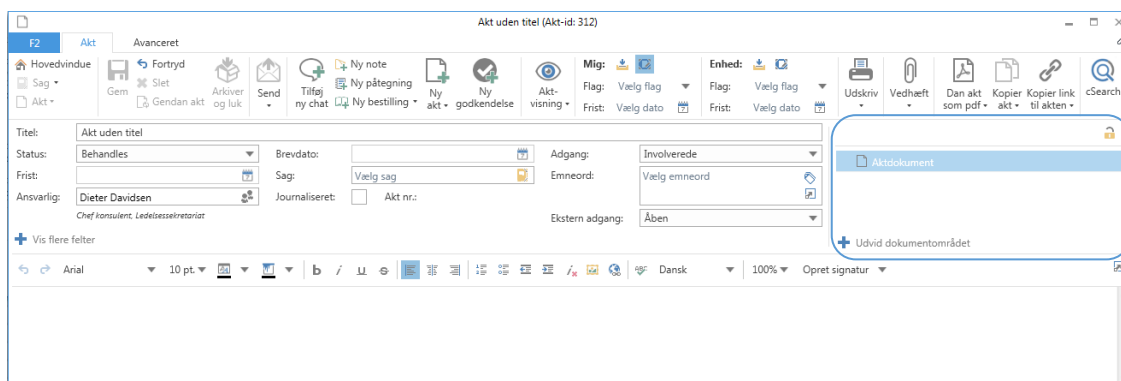 Akt uden titel (Akt-id: 312)
F2 Akt Avanceret
Hovedvindue
Sag
Akt
Gem
Fortryd
Slet
Gendan akt
Arkiver og luk
Send
Tilføj ny chat
Ny note
Ny påtegning
Ny bestilling
Ny akt
Ny godkendelse
Akt-visning
Mig:
Flag: Vælg flag
Frist: Vælg dato
Enhed:
Flag: Vælg flag
Frist: Vælg dato
Udskriv
Vedhæft
Dan akt som pdf
Kopier akt
Kopier link til akten
cSearch
Titel: Akt uden titel
Status: Behandles Brevdato: Adgang: Involverede
Frist: Sag: Vælg sag Emneord: Vælg emneord
Ansvarlig: Dieter Davidsen Journaliseret: Akt nr.:
Chef konsulent, Ledelsessekretariat
Ekstern adgang: Åben
Vis flere felter
Aktdokument
Udvid dokumentområdet
Arial 10 pt. b i u Dansk 100% Opret signatur